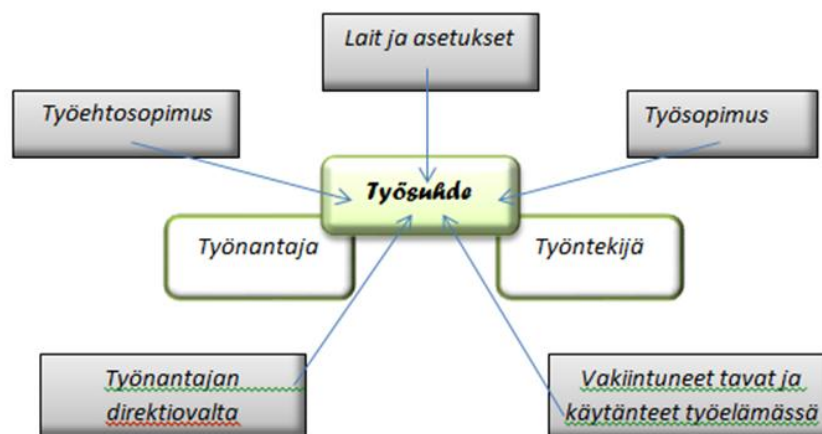 Lait ja asetukset
Työehtosopimus
Työsopimus
Työsuhde
Työnantaja
Työntekijä
Työnantajan
direktiovalta
Vakiintuneet tavat ja
käytänteet työelämässä